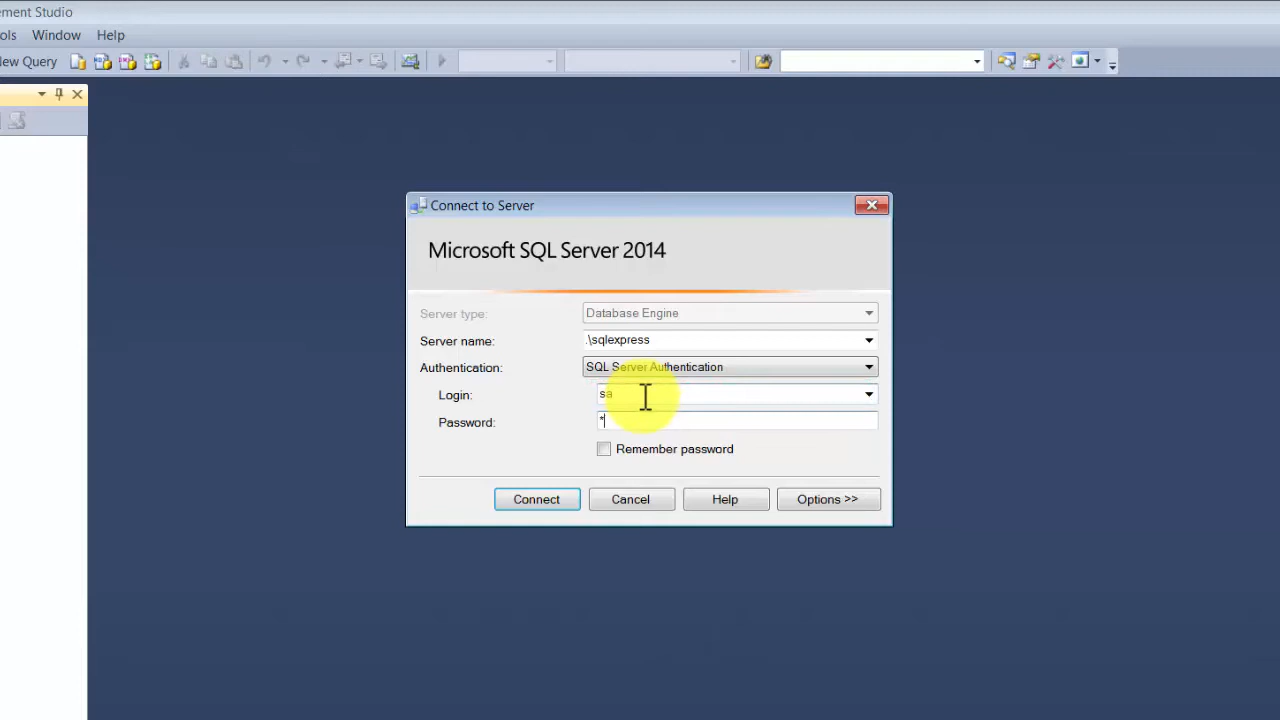 ement Studio
ols Window Help
New Query
Connect to Server
Microsoft SQL Server 2014
Server type: Database Engine
Server name: .\sqlexpress
Authentication: SQL Server Authentication
Login: sa
Password: *
Remember password
Connect Cancel Help Options >>